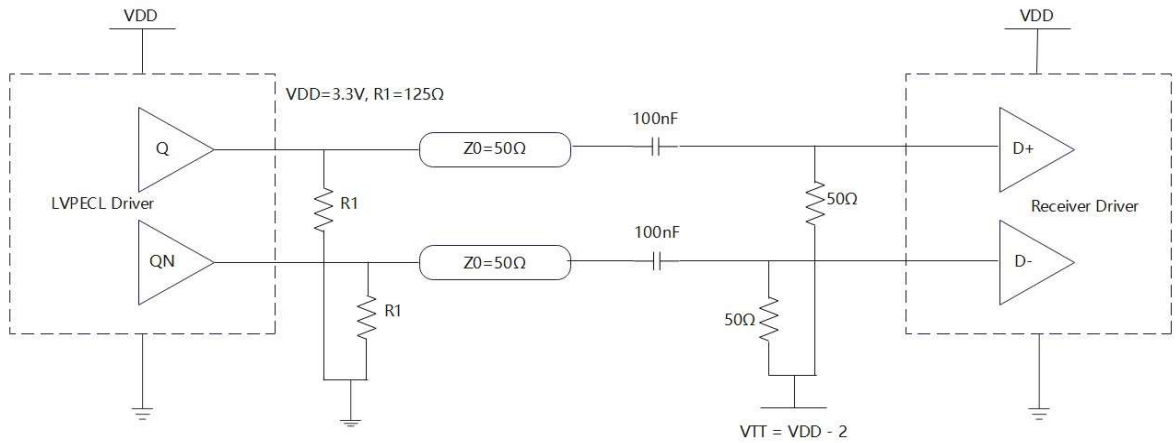 VDD
VDD
VDD=3.3V, R1=125Ω
100nF
Q
Z0=50Ω
D+
LVPECL Driver
R1
50Ω
Receiver Driver
100nF
QN
Z0=50Ω
D-
R1
50Ω
VTT = VDD - 2